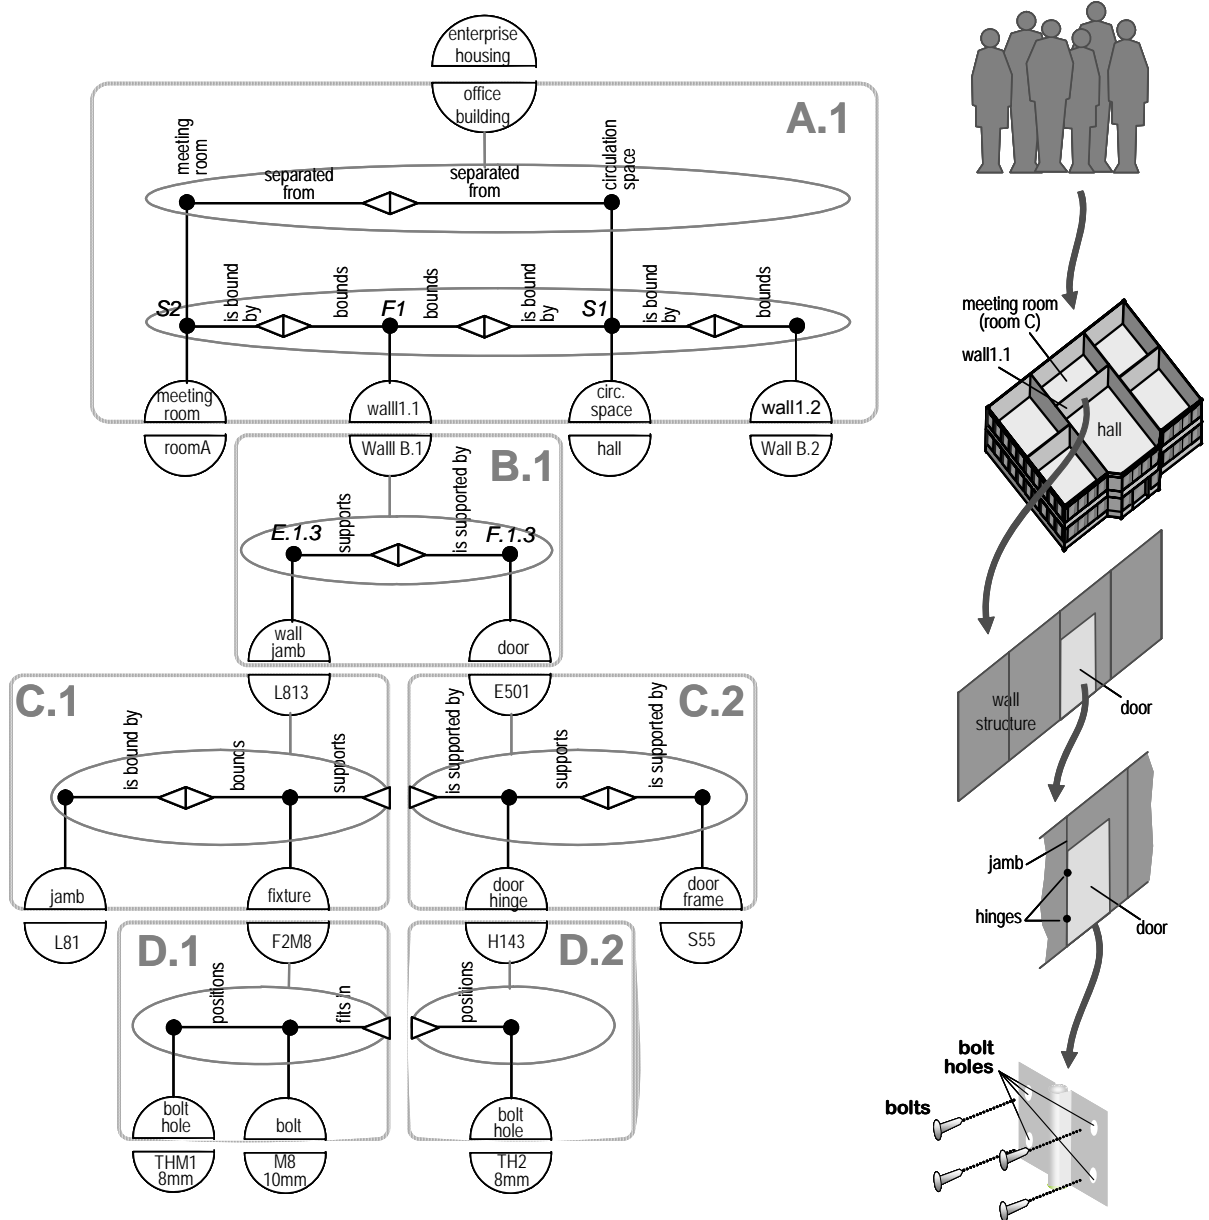 enterprise
housing
office
building
A.1
meeting
room
separated
from
separated
from
circulation
space
S2
is bound
by
bounds
F1
bounds
is bound
by
S1
is bound
by
bounds
meeting
room
walll1.1
circ.
space
wall1.2
roomA
Walll B.1
hall
Wall B.2
B.1
E.1.3
supports
is supported by
F.1.3
wall
jamb
door
C.1
L813
E501
C.2
is bound by
bounds
supports
is supported by
supports
is supported by
jamb
fixture
door
hinge
door
frame
L81
F2M8
H143
S55
D.1
D.2
positions
fits in
positions
bolt
hole
bolt
bolt
hole
THM1
8mm
M8
10mm
TH2
8mm
meeting room
(room C)
wall1.1
hall
wall
structure
door
jamb
hinges
door
bolt
holes
bolts